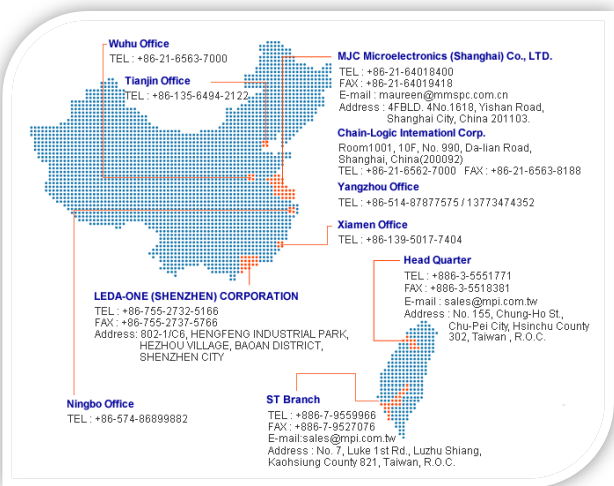 Wuhu Office
TEL : +86-21-6563-7000
Tianjin Office
TEL : +86-135-6494-2122
MJC Microelectronics (Shanghai) Co., LTD.
TEL : +86-21-64018400
FAX : +86-21-64019418
E-mail : maureen@mmspc.com.cn
Address : 4FBLD. 4No.1618, Yishan Road,
Shanghai City, China 201103.
Chain-Logic Intemationl Corp.
Room1001, 10F, No. 990, Da-lian Road,
Shanghai, China(200092)
TEL : +86-21-6562-7000 FAX : +86-21-6563-8188
Yangzhou Office
TEL : +86-514-87877575 / 13773474352
Xiamen Office
TEL : +86-139-5017-7404
Head Quarter
TEL : +886-3-5551771
FAX : +886-3-5518381
E-mail : sales@mpi.com.tw
Address : No. 155, Chung-Ho St.,
Chu-Pei City, Hsinchu County
302, Taiwan , R.O.C.
LEDA-ONE (SHENZHEN) CORPORATION
TEL : +86-755-2732-5166
FAX : +86-755-2737-5766
Address: 802-1/C6, HENGFENG INDUSTRIAL PARK,
HEZHOU VILLAGE, BAOAN DISTRICT,
SHENZHEN CITY
Ningbo Office
TEL : +86-574-86899882
ST Branch
TEL : +886-7-9559966
FAX : +886-7-9527076
E-mail:sales@mpi.com.tw
Address : No. 7, Luke 1st Rd., Luzhu Shiang,
Kaohsiung County 821, Taiwan, R.O.C.